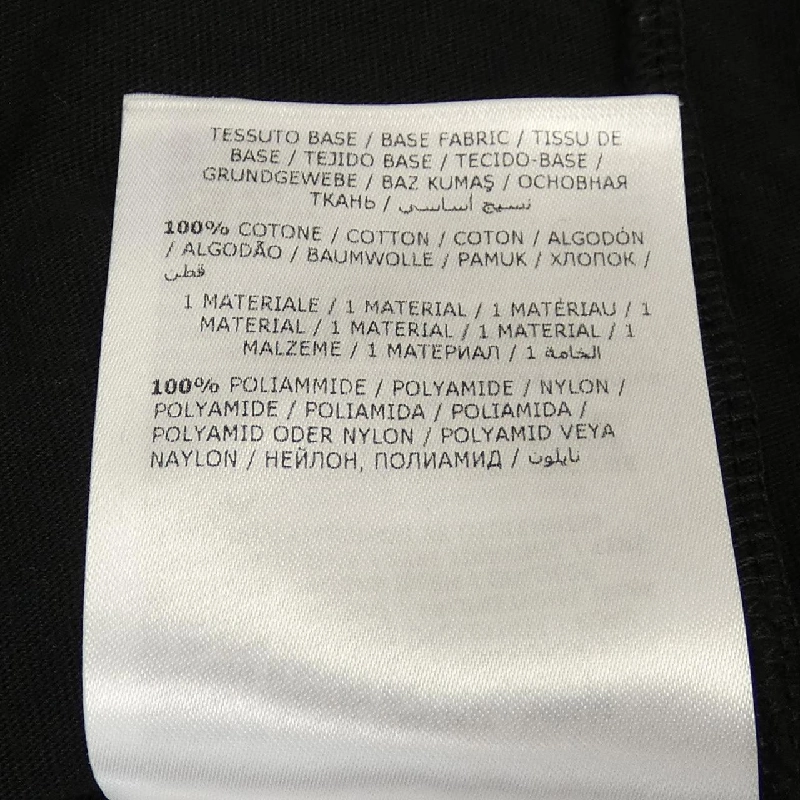 TESSUTO BASE / BASE FABRIC / TISSU DE
BASE / TEJIDO BASE / TECIDO-BASE /
GRUNDGEWEBE / BAZ KUMAŞ / ОСНОВНАЯ
ТКАНЬ / نسيج أساسي
100% COTONE / COTTON / COTON / ALGODÓN
/ ALGODÃO / BAUMWOLLE / PAMUK / ХЛОПОК /
قطن
1 MATERIALE / 1 MATERIAL / 1 MATÉRIAU / 1
MATERIAL / 1 MATERIAL / 1 MATERIAL / 1
MALZEME / 1 МАТЕРИАЛ / 1 الخامة
100% POLIAMMIDE / POLYAMIDE / NYLON /
POLYAMIDE / POLIAMIDA / POLIAMIDA /
POLYAMID ODER NYLON / POLYAMID VEYA
NAYLON / НЕЙЛОН, ПОЛИАМИД / نايلون